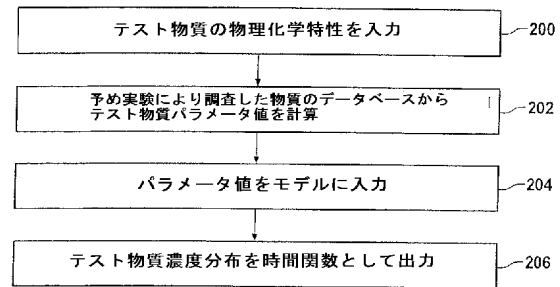 テスト物質の物理化学特性を入力
200
予め実験により調査した物質のデータベースから
テスト物質パラメータ値を計算
202
パラメータ値をモデルに入力
204
テスト物質濃度分布を時間関数として出力
206